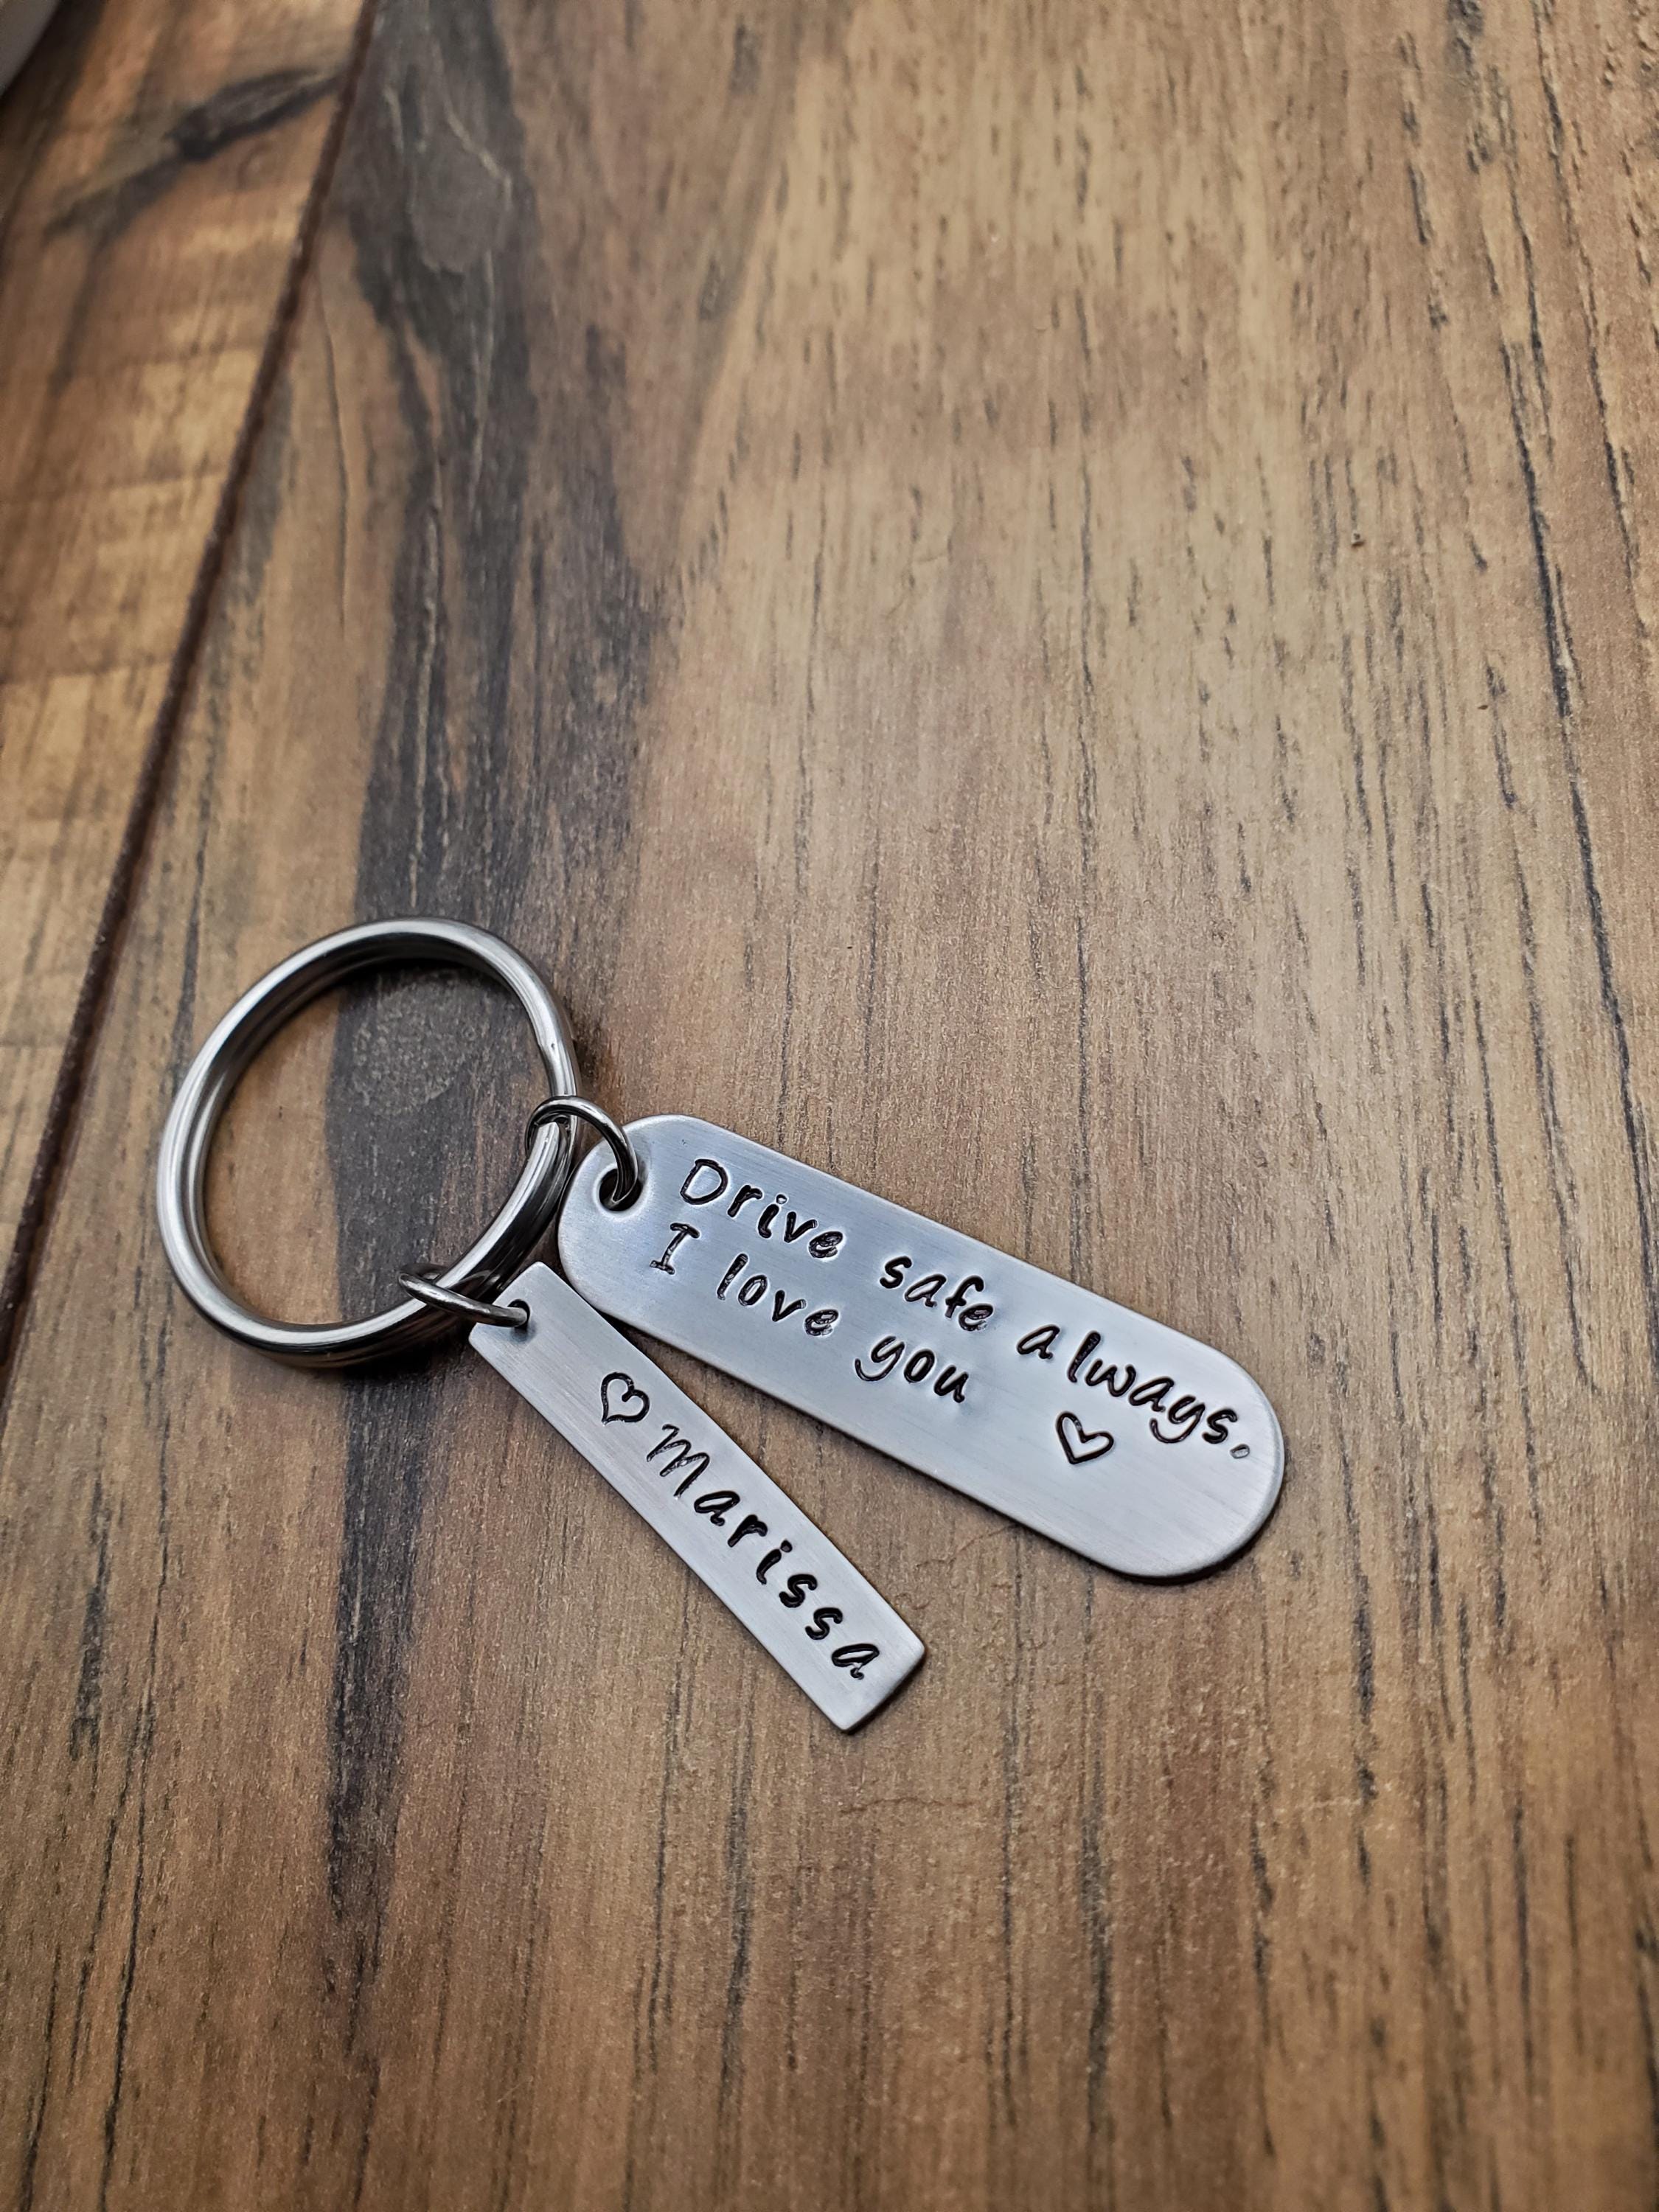 Drive safe always,
I love you ♡
♡ Marissa